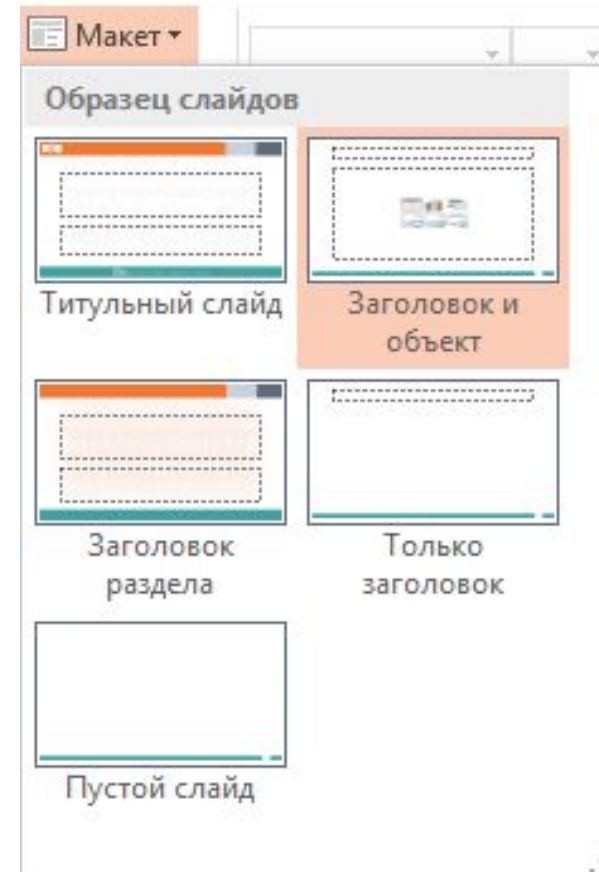 Макет
Образец слайдов
Титульный слайд
Заголовок и
объект
Заголовок
раздела
Только
заголовок
Пустой слайд